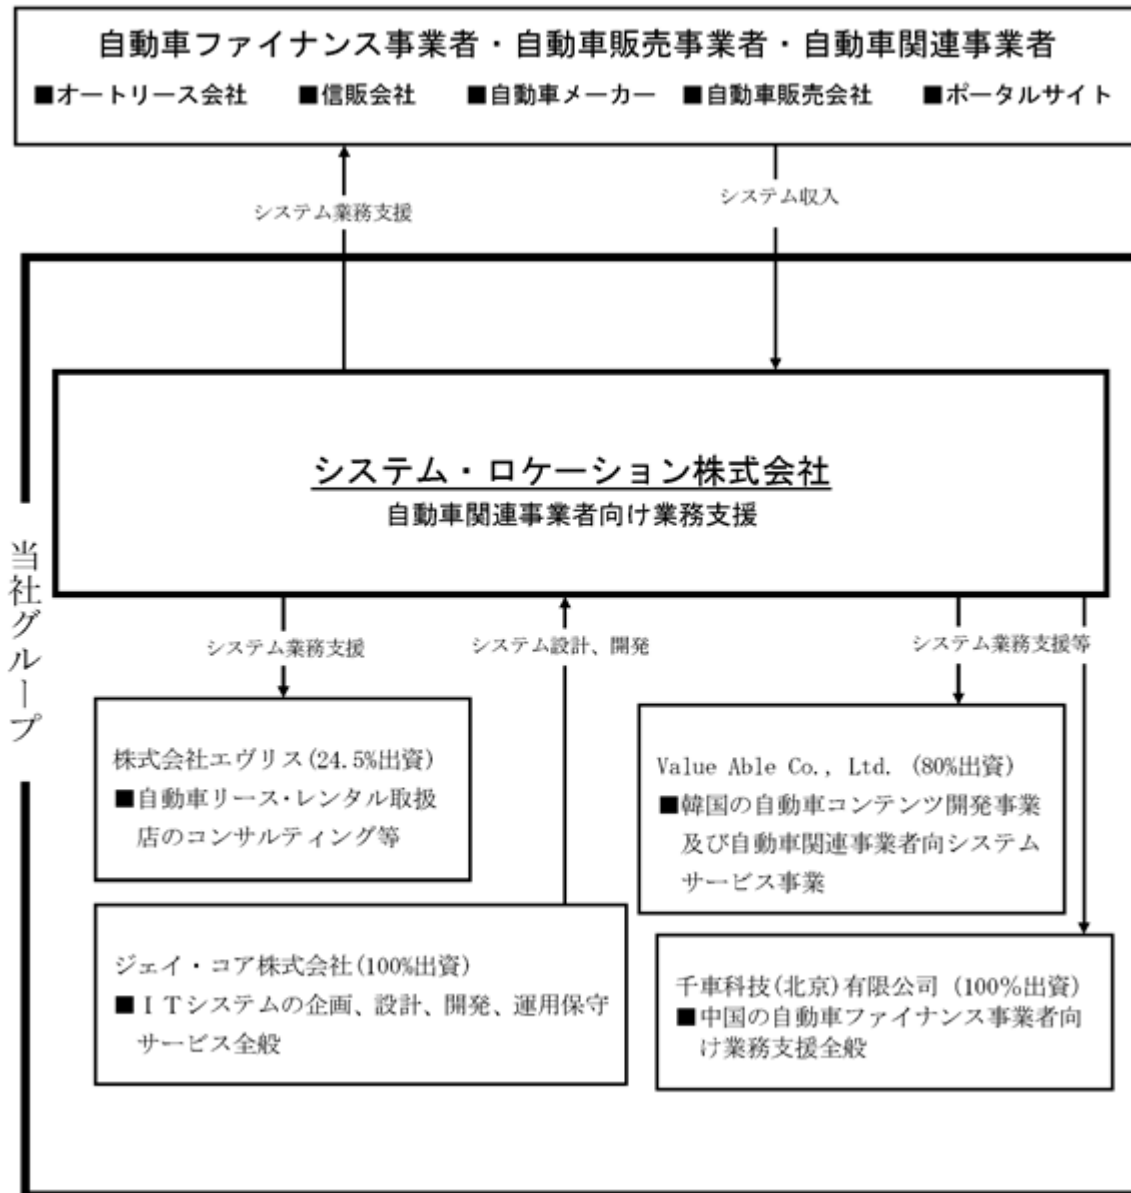 自動車ファイナンス事業者・自動車販売事業者・自動車関連事業者
■オートリース会社 ■信販会社 ■自動車メーカー ■自動車販売会社 ■ポータルサイト
システム業務支援
システム収入
当社グループ
システム・ロケーション株式会社
自動車関連事業者向け業務支援
システム業務支援
システム設計、開発
システム業務支援等
株式会社エヴリス(24.5%出資)
■自動車リース・レンタル取扱
店のコンサルティング等
Value Able Co., Ltd. (80%出資)
■韓国の自動車コンテンツ開発事業
及び自動車関連事業者向システム
サービス事業
ジェイ・コア株式会社(100%出資)
■ＩＴシステムの企画、設計、開発、運用保守
サービス全般
千車科技(北京)有限公司 (100%出資)
■中国の自動車ファイナンス事業者向
け業務支援全般